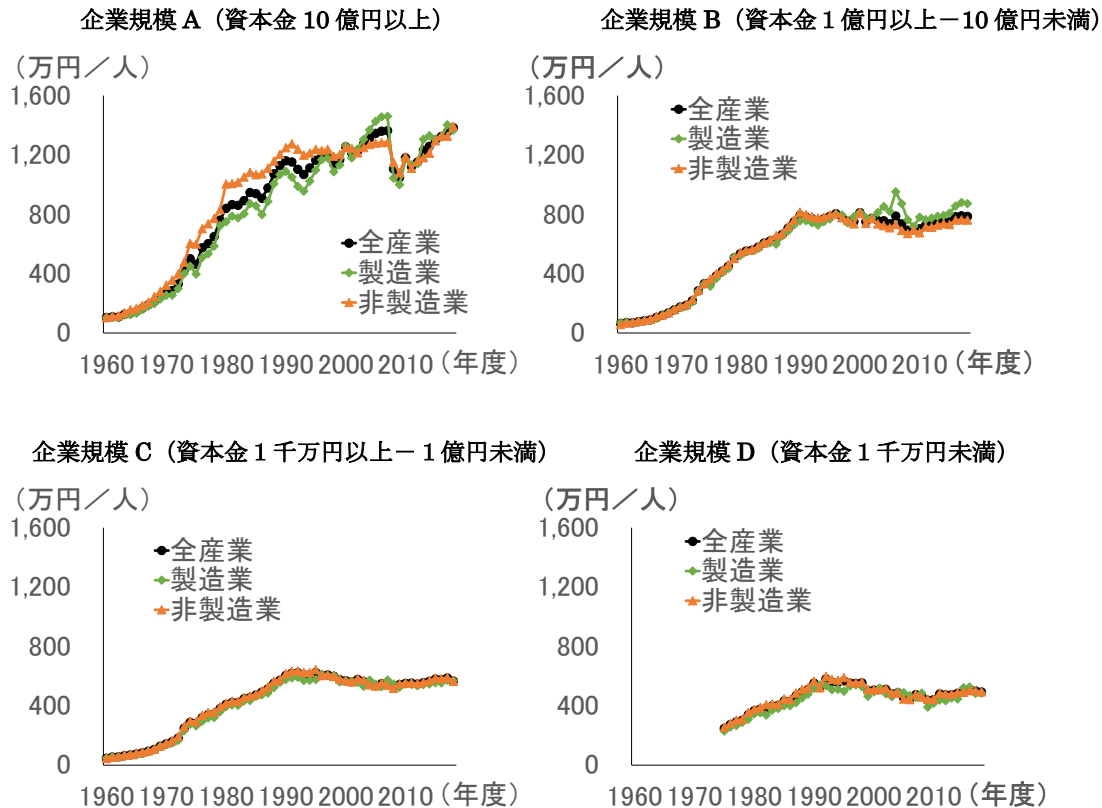 企業規模 A（資本金 10 億円以上）
（万円／人）
1,600
1,200
800
400
0
全産業
製造業
非製造業
1960 1970 1980 1990 2000 2010（年度）
企業規模 B（資本金 1 億円以上－10 億円未満）
（万円／人）
1,600
1,200
800
400
0
全産業
製造業
非製造業
1960 1970 1980 1990 2000 2010（年度）
企業規模 C（資本金 1 千万円以上－ 1 億円未満）
（万円／人）
1,600
1,200
800
400
0
全産業
製造業
非製造業
1960 1970 1980 1990 2000 2010（年度）
企業規模 D（資本金 1 千万円未満）
（万円／人）
1,600
1,200
800
400
0
全産業
製造業
非製造業
1960 1970 1980 1990 2000 2010（年度）